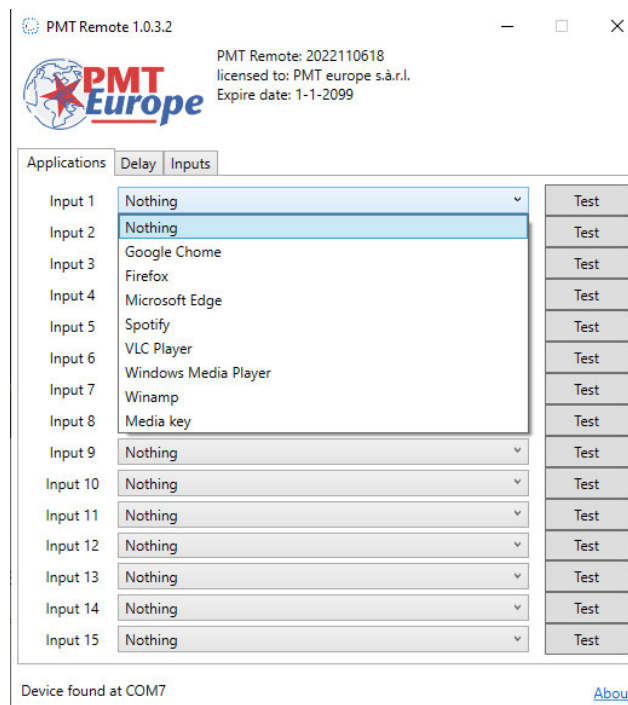 PMT Remote 1.0.3.2
PMT Europe
PMT Remote: 2022110618
licensed to: PMT europe s.à.r.l.
Expire date: 1-1-2099
Applications Delay Inputs
Input 1 Nothing Test
Input 2 Nothing Test
Google Chome
Input 3 Firefox Test
Input 4 Microsoft Edge Test
Input 5 Spotify Test
Input 6 VLC Player Test
Windows Media Player
Input 7 Winamp Test
Input 8 Media key Test
Input 9 Nothing Test
Input 10 Nothing Test
Input 11 Nothing Test
Input 12 Nothing Test
Input 13 Nothing Test
Input 14 Nothing Test
Input 15 Nothing Test
Device found at COM7 Abou